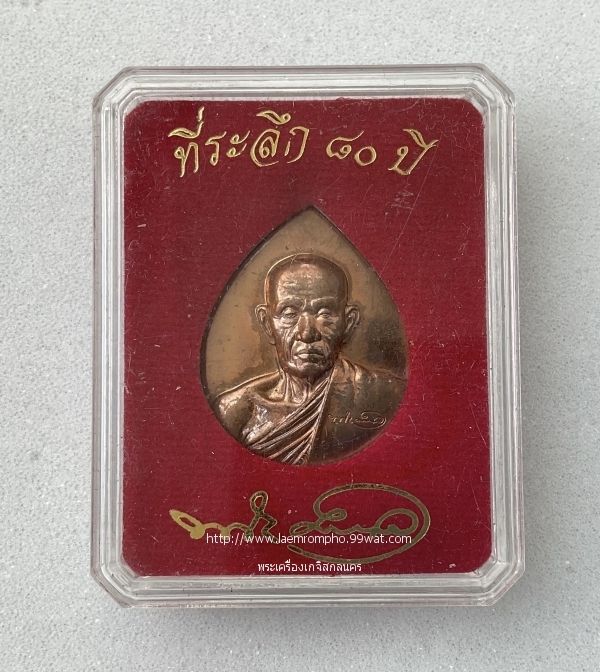 ที่ระลึก ๘๐ ปี
http://www.laemrompho.99wat.com
พระเครื่องเกจิสกลนคร